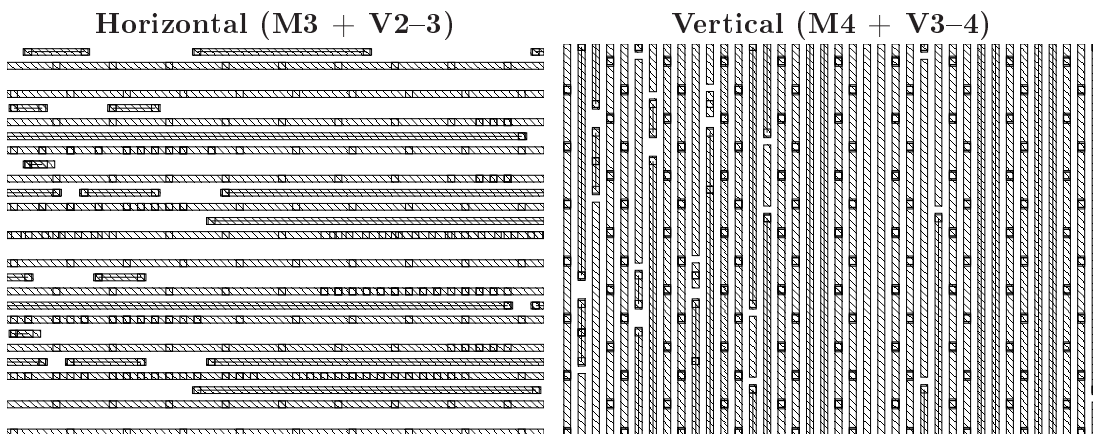 Horizontal (M3 + V2–3)
Vertical (M4 + V3–4)